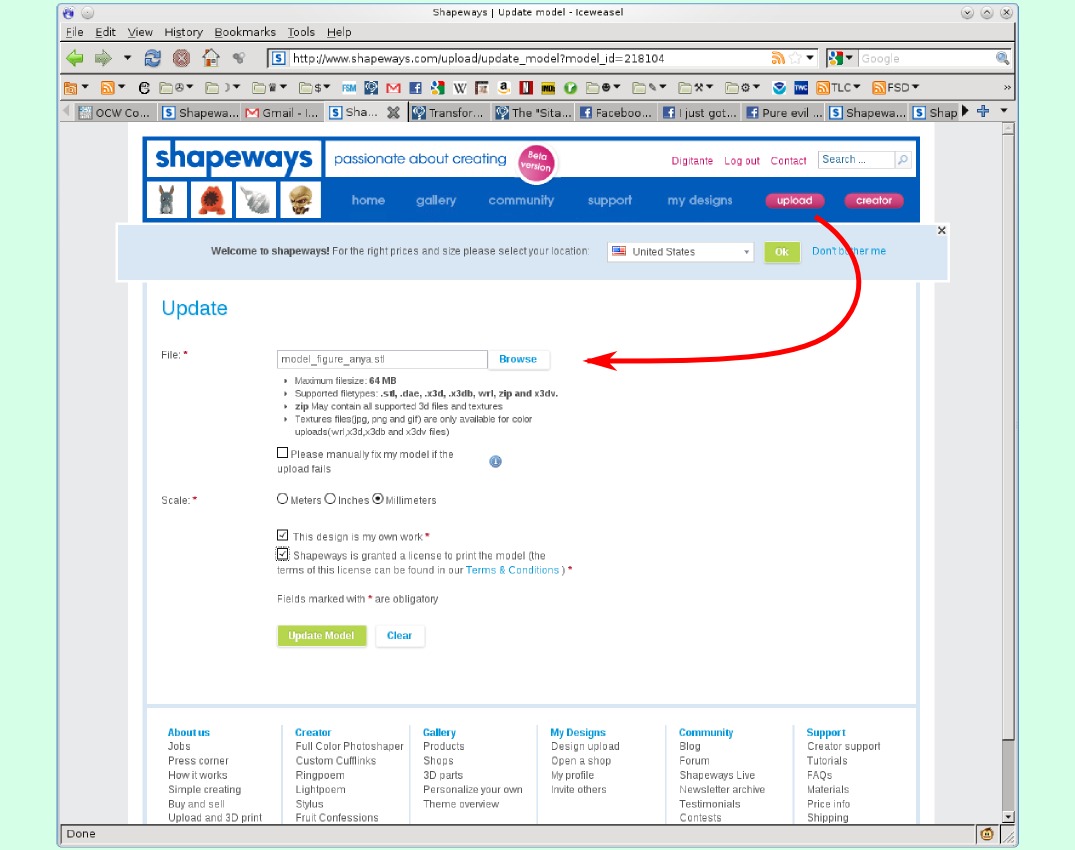 Shapeways | Update model - Iceweasel
File Edit View History Bookmarks Tools Help
http://www.shapeways.com/upload/update_model?model_id=218104
Google
TLC FSD
OCW Co... Shapewa... Gmail - I... Sha... Transfor... The "Sita... Faceboo... I just got... Pure evil ... Shapewa... Shap
shapeways passionate about creating Beta version
Digitante Log out Contact Search ...
home gallery community support my designs upload creator
Welcome to shapeways! For the right prices and size please select your location: United States Ok Don't bother me
Update
File: * model_figure_anya.stl Browse
Maximum filesize: 64 MB
Supported filetypes: .stl, .dae, .x3d, .x3db, wrl, zip and x3dv.
zip May contain all supported 3d files and textures
Textures files(jpg, png and gif) are only available for color
uploads(wrl,x3d,x3db and x3dv files)
Please manually fix my model if the
upload fails
Scale: * Meters Inches Millimeters
This design is my own work *
Shapeways is granted a license to print the model (the
terms of this license can be found in our Terms & Conditions ) *
Fields marked with * are obligatory
Update Model Clear
About us
Jobs
Press corner
How it works
Simple creating
Buy and sell
Upload and 3D print
Creator
Full Color Photoshaper
Custom Cufflinks
Ringpoem
Lightpoem
Stylus
Fruit Confessions
Gallery
Products
Shops
3D parts
Personalize your own
Theme overview
My Designs
Design upload
Open a shop
My profile
Invite others
Community
Blog
Forum
Shapeways Live
Newsletter archive
Testimonials
Contests
Support
Creator support
Tutorials
FAQs
Materials
Price info
Shipping
Done